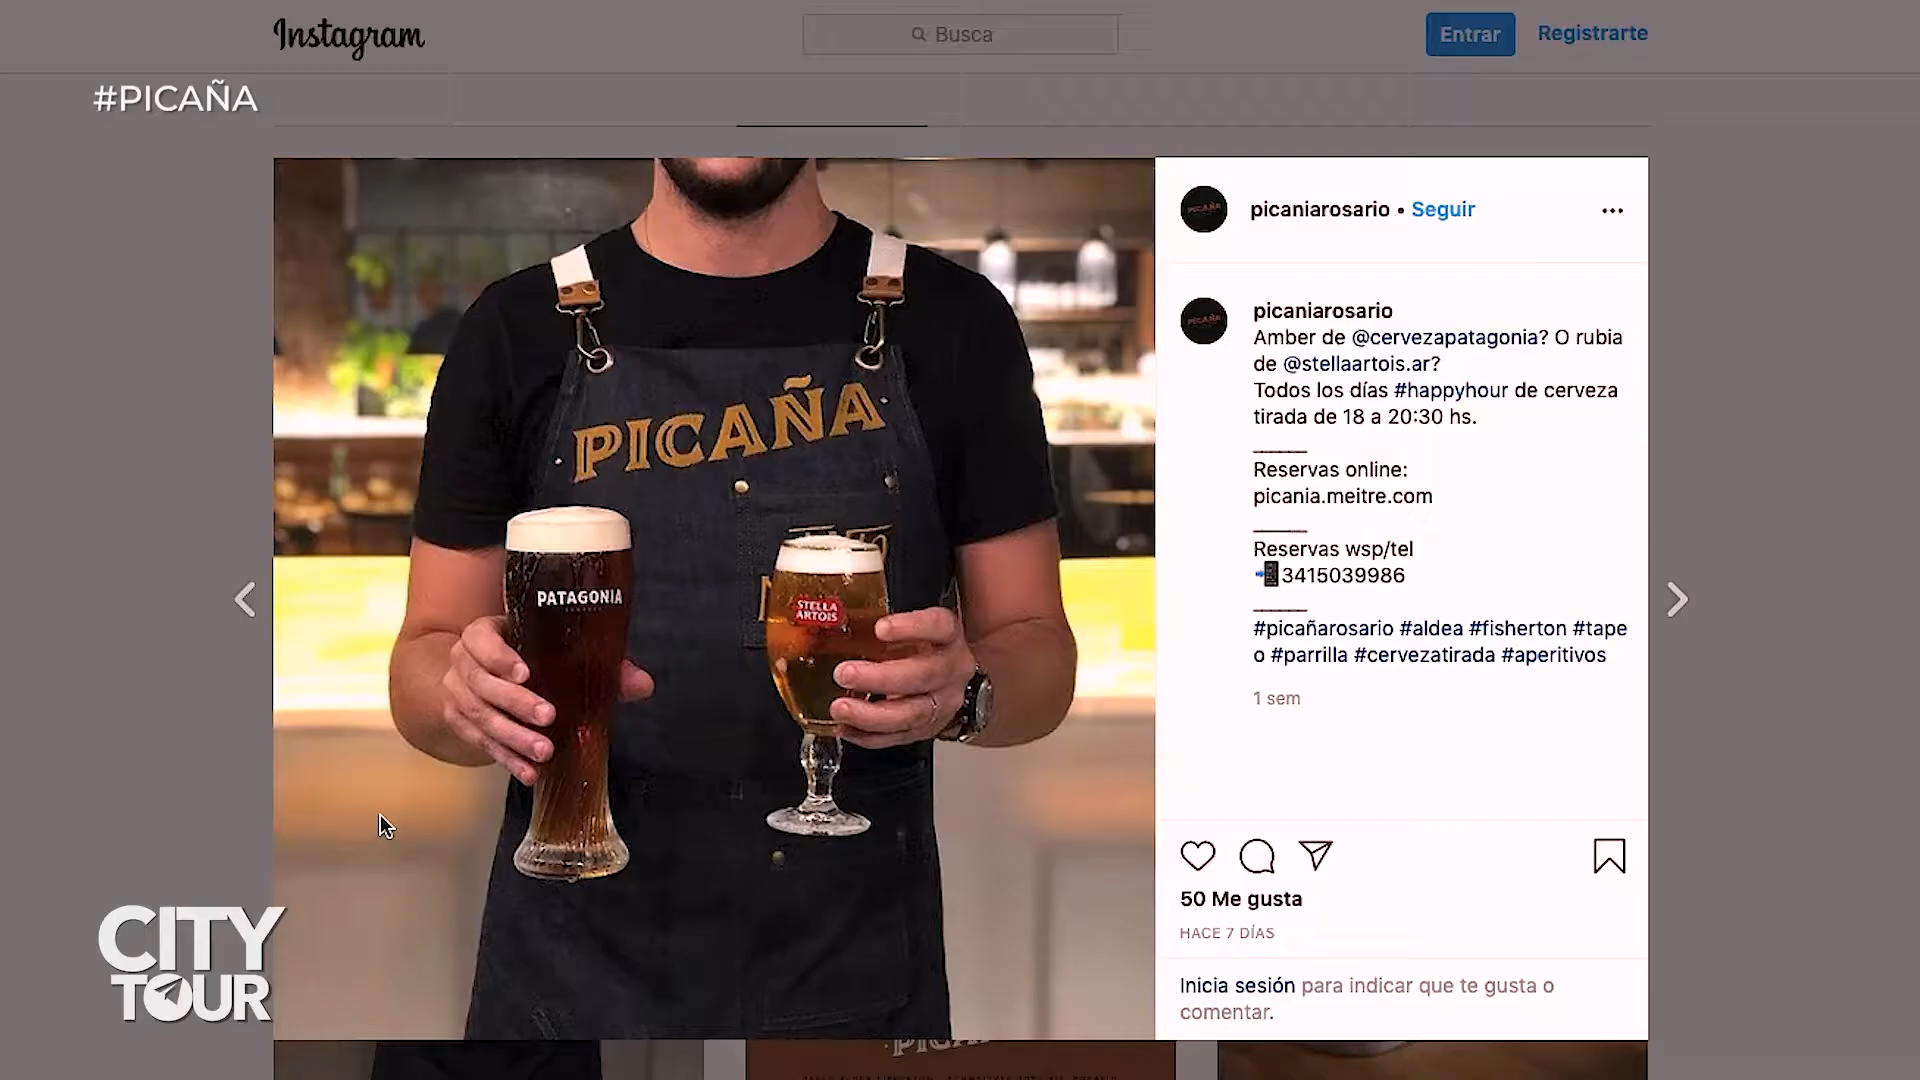 Instagram
Busca
Entrar
Registrarte
#PICAÑA
PICAÑA
PATAGONIA
STELLA
ARTOIS
picaniarosario • Seguir
picaniarosario
Amber de @cervezapatagonia? O rubia
de @stellaartois.ar?
Todos los días #happyhour de cerveza
tirada de 18 a 20:30 hs.
Reservas online:
picania.meitre.com
Reservas wsp/tel
📲3415039986
#picañarosario #aldea #fisherton #tape
o #parrilla #cervezatirada #aperitivos
1 sem
50 Me gusta
HACE 7 DÍAS
Inicia sesión para indicar que te gusta o
comentar.
CITY
TOUR